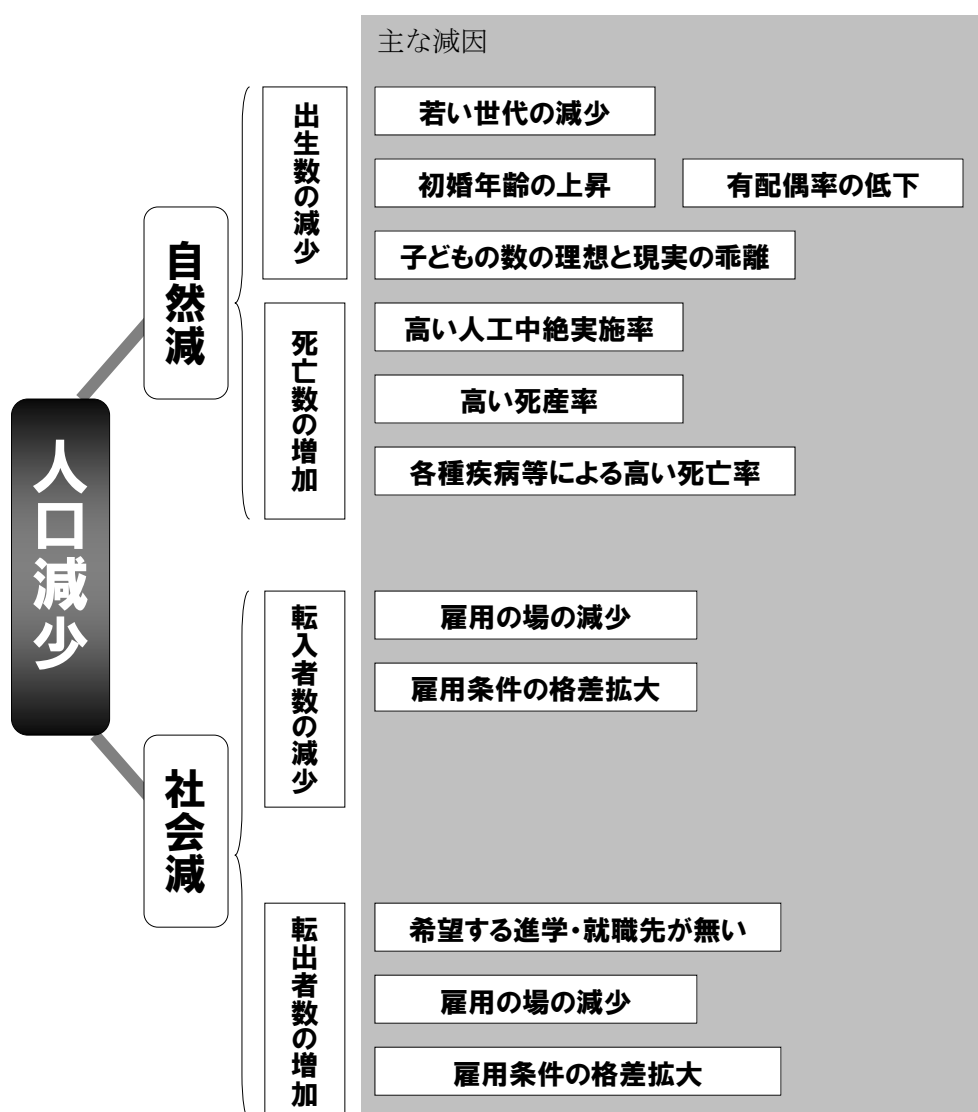 主な減因
人口減少
自然減
出生数の減少
若い世代の減少
初婚年齢の上昇
有配偶率の低下
子どもの数の理想と現実の乖離
死亡数の増加
高い人工中絶実施率
高い死産率
各種疾病等による高い死亡率
社会減
転入者数の減少
雇用の場の減少
雇用条件の格差拡大
転出者数の増加
希望する進学・就職先が無い
雇用の場の減少
雇用条件の格差拡大